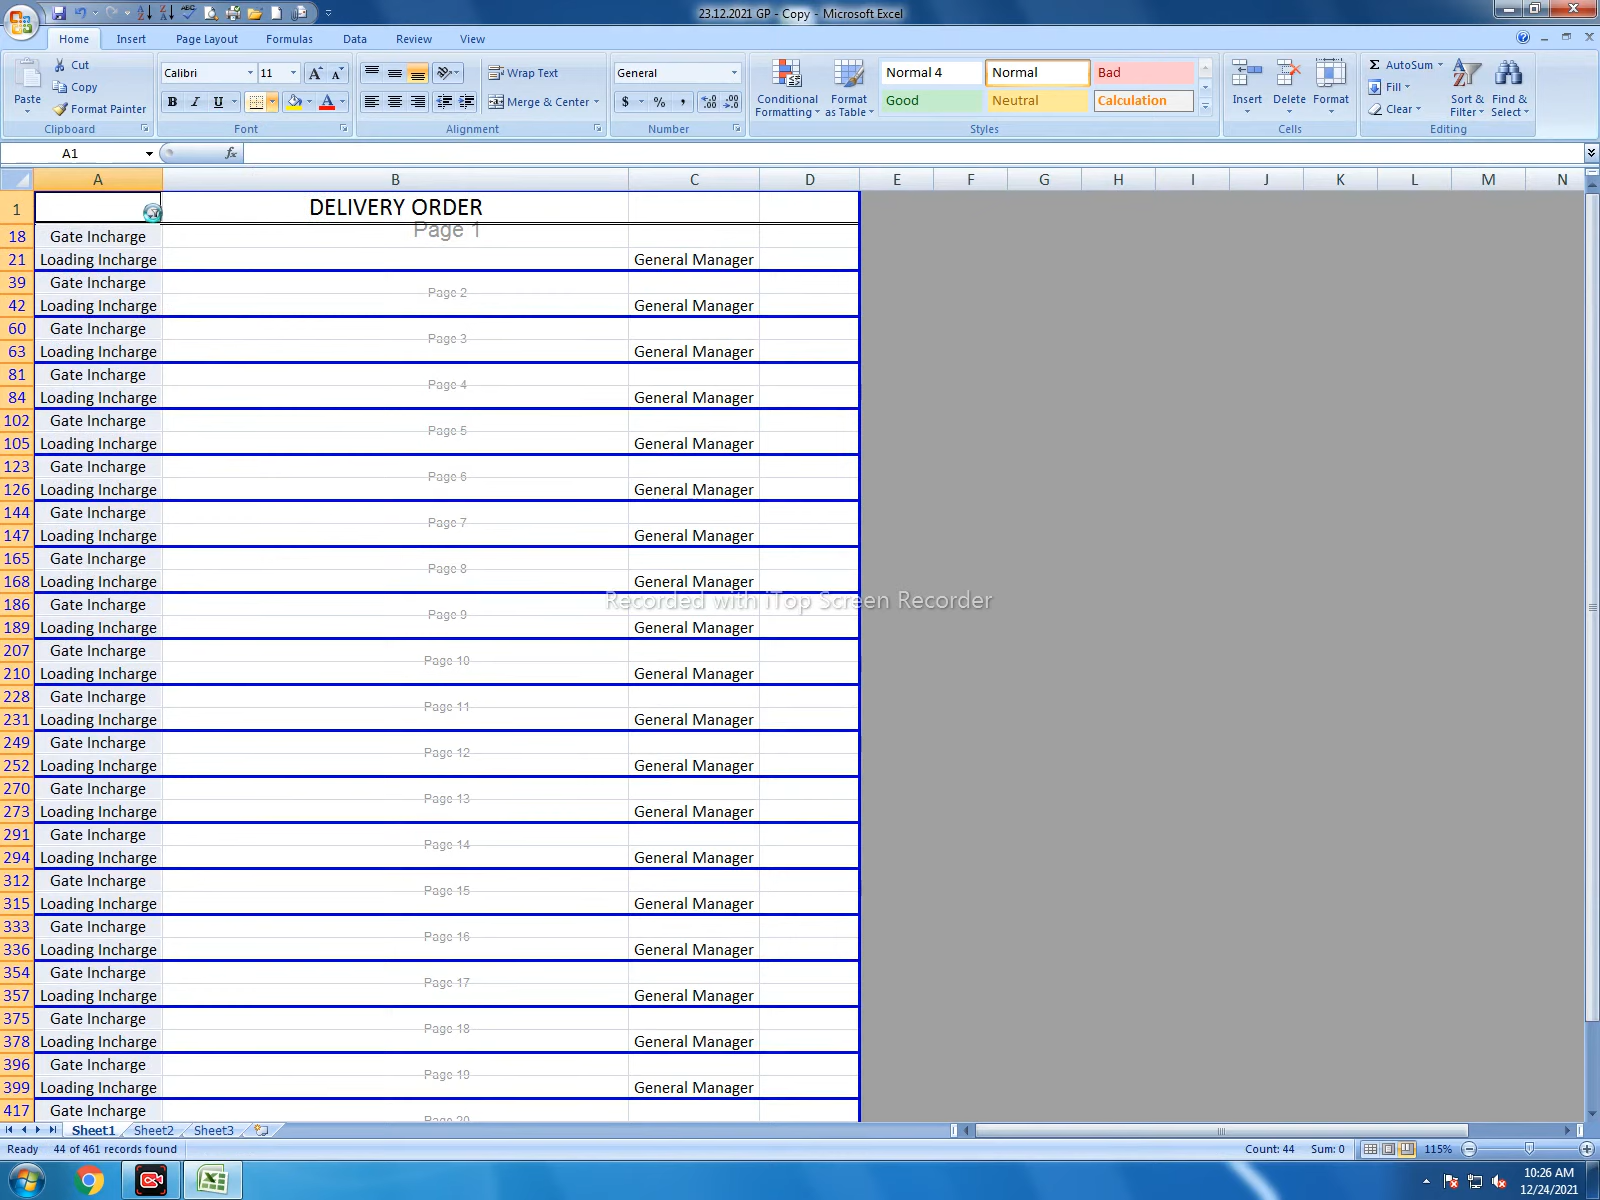 23.12.2021 GP - Copy - Microsoft Excel
Home Insert Page Layout Formulas Data Review View
Paste
Cut
Copy
Format Painter
Clipboard
Calibri 11
B I U
Font
Wrap Text
Merge & Center
Alignment
General
$ % ,
Number
Conditional Formatting
Format as Table
Normal 4 Normal Bad
Good Neutral Calculation
Styles
Insert Delete Format
Cells
AutoSum
Fill
Clear
Sort & Filter
Find & Select
Editing
A1 fx
A B C D E F G H I J K L M N
1 DELIVERY ORDER
Page 1
18 Gate Incharge
21 Loading Incharge General Manager
39 Gate Incharge
Page 2
42 Loading Incharge General Manager
60 Gate Incharge
Page 3
63 Loading Incharge General Manager
81 Gate Incharge
Page 4
84 Loading Incharge General Manager
102 Gate Incharge
Page 5
105 Loading Incharge General Manager
123 Gate Incharge
Page 6
126 Loading Incharge General Manager
144 Gate Incharge
Page 7
147 Loading Incharge General Manager
165 Gate Incharge
Page 8
168 Loading Incharge General Manager
Recorded with iTop Screen Recorder
186 Gate Incharge
Page 9
189 Loading Incharge General Manager
207 Gate Incharge
Page 10
210 Loading Incharge General Manager
228 Gate Incharge
Page 11
231 Loading Incharge General Manager
249 Gate Incharge
Page 12
252 Loading Incharge General Manager
270 Gate Incharge
Page 13
273 Loading Incharge General Manager
291 Gate Incharge
Page 14
294 Loading Incharge General Manager
312 Gate Incharge
Page 15
315 Loading Incharge General Manager
333 Gate Incharge
Page 16
336 Loading Incharge General Manager
354 Gate Incharge
Page 17
357 Loading Incharge General Manager
375 Gate Incharge
Page 18
378 Loading Incharge General Manager
396 Gate Incharge
Page 19
399 Loading Incharge General Manager
417 Gate Incharge
Page 20
Sheet1 Sheet2 Sheet3
Ready 44 of 461 records found Count: 44 Sum: 0 115%
10:26 AM
12/24/2021